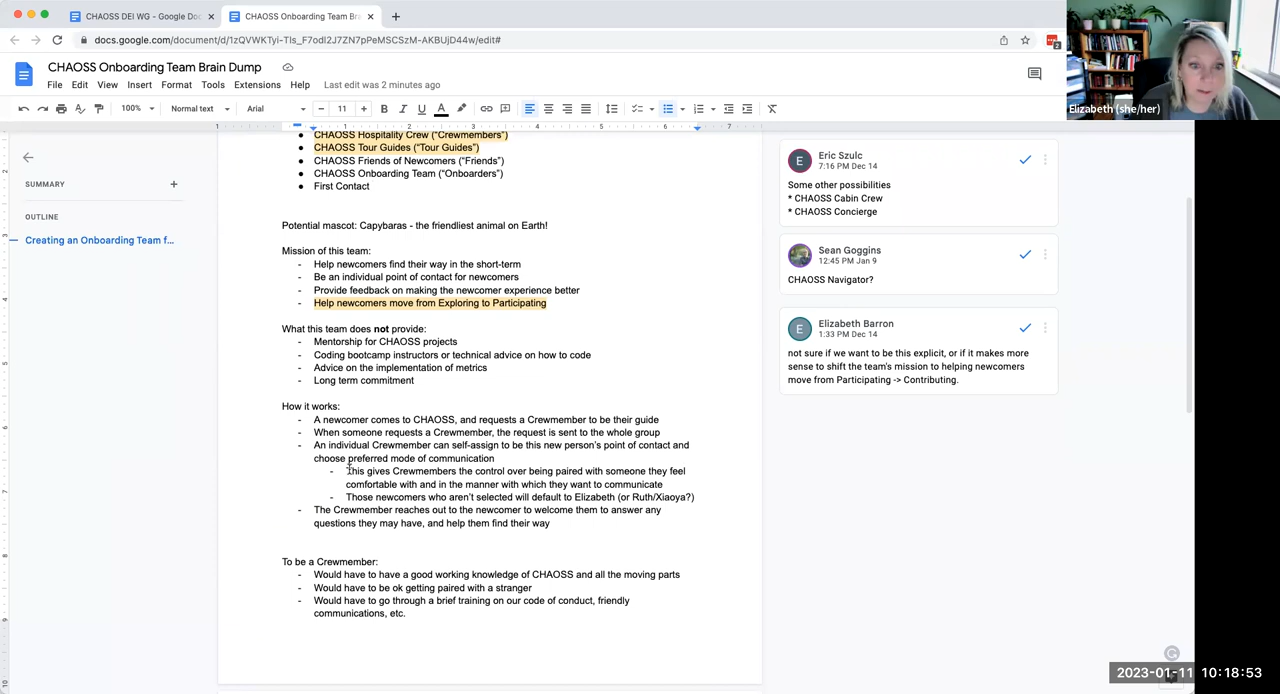 CHAOSS DEI WG - Google Doc
CHAOSS Onboarding Team Bra
docs.google.com/document/d/1zQVWKTyi-TIs_F7odI2J7ZN7pPeMSCSzM-AKBUjD44w/edit#
2
CHAOSS Onboarding Team Brain Dump
File Edit View Insert Format Tools Extensions Help Last edit was 2 minutes ago
100% Normal text Arial 11
SUMMARY
OUTLINE
Creating an Onboarding Team f...
1 1 2 3 4 5 6 7
● CHAOSS Hospitality Crew ("Crewmembers")
● CHAOSS Tour Guides ("Tour Guides")
● CHAOSS Friends of Newcomers ("Friends")
● CHAOSS Onboarding Team ("Onboarders")
● First Contact
Potential mascot: Capybaras - the friendliest animal on Earth!
Mission of this team:
- Help newcomers find their way in the short-term
- Be an individual point of contact for newcomers
- Provide feedback on making the newcomer experience better
- Help newcomers move from Exploring to Participating
What this team does not provide:
- Mentorship for CHAOSS projects
- Coding bootcamp instructors or technical advice on how to code
- Advice on the implementation of metrics
- Long term commitment
How it works:
- A newcomer comes to CHAOSS, and requests a Crewmember to be their guide
- When someone requests a Crewmember, the request is sent to the whole group
- An individual Crewmember can self-assign to be this new person's point of contact and
choose preferred mode of communication
- This gives Crewmembers the control over being paired with someone they feel
comfortable with and in the manner with which they want to communicate
- Those newcomers who aren't selected will default to Elizabeth (or Ruth/Xiaoya?)
- The Crewmember reaches out to the newcomer to welcome them to answer any
questions they may have, and help them find their way
To be a Crewmember:
- Would have to have a good working knowledge of CHAOSS and all the moving parts
- Would have to be ok getting paired with a stranger
- Would have to go through a brief training on our code of conduct, friendly
communications, etc.
E
Eric Szulc
7:16 PM Dec 14
Some other possibilities
* CHAOSS Cabin Crew
* CHAOSS Concierge
Sean Goggins
12:45 PM Jan 9
CHAOSS Navigator?
E
Elizabeth Barron
1:33 PM Dec 14
not sure if we want to be this explicit, or if it makes more
sense to shift the team's mission to helping newcomers
move from Participating -> Contributing.
Elizabeth (she/her)
2023-01-11 10:18:53